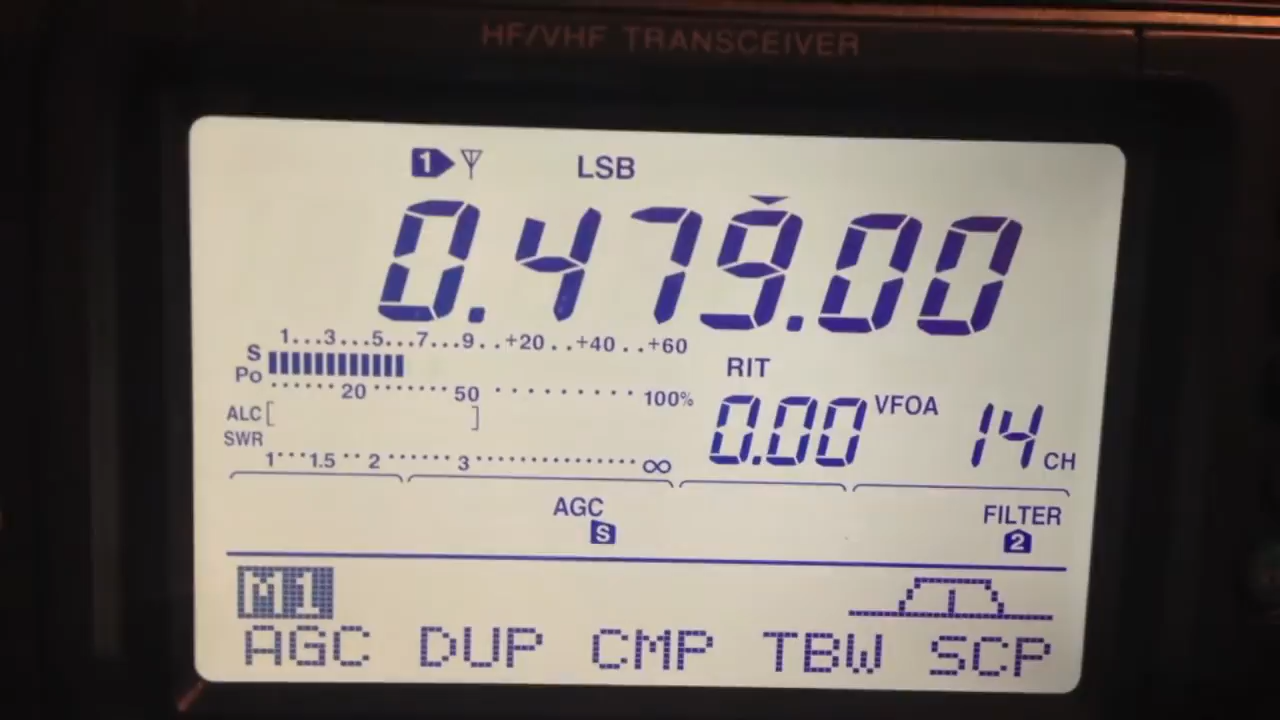 HF/VHF TRANSCEIVER
1 LSB
0.479.00
1...3...5...7...9..+20..+40..+60
S
Po
20 50 100%
RIT
ALC
0.00 VFOA 14 CH
SWR
1 1.5 2 3 ∞
AGC
S
FILTER
2
M1
AGC DUP CMP TBW SCP